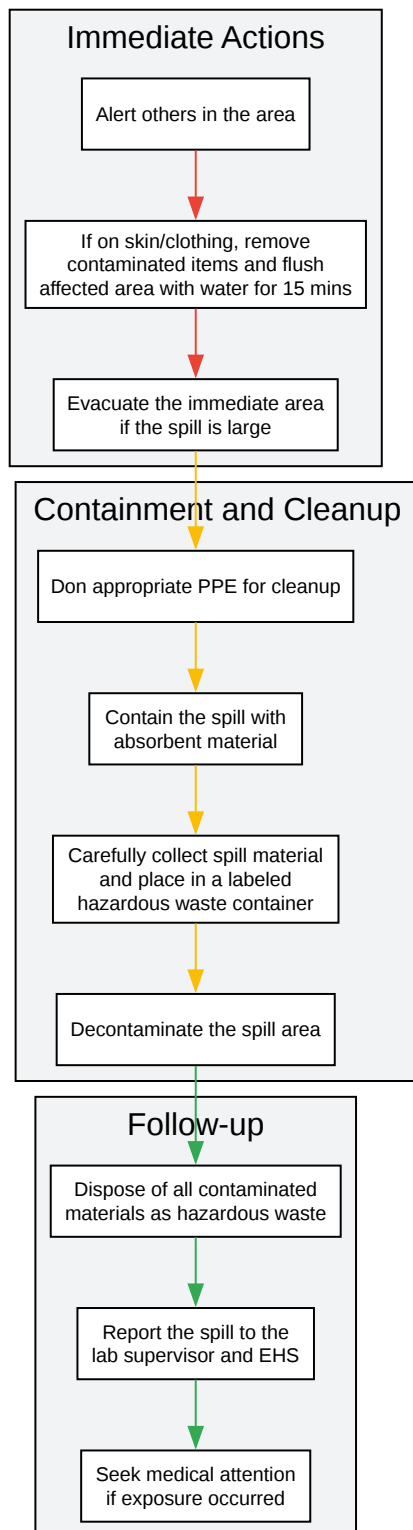 Immediate Actions
Alert others in the area
If on skin/clothing, remove
contaminated items and flush
affected area with water for 15 mins
Evacuate the immediate area
if the spill is large
Containment and Cleanup
Don appropriate PPE for cleanup
Contain the spill with
absorbent material
Carefully collect spill material
and place in a labeled
hazardous waste container
Decontaminate the spill area
Follow-up
Dispose of all contaminated
materials as hazardous waste
Report the spill to the
lab supervisor and EHS
Seek medical attention
if exposure occurred